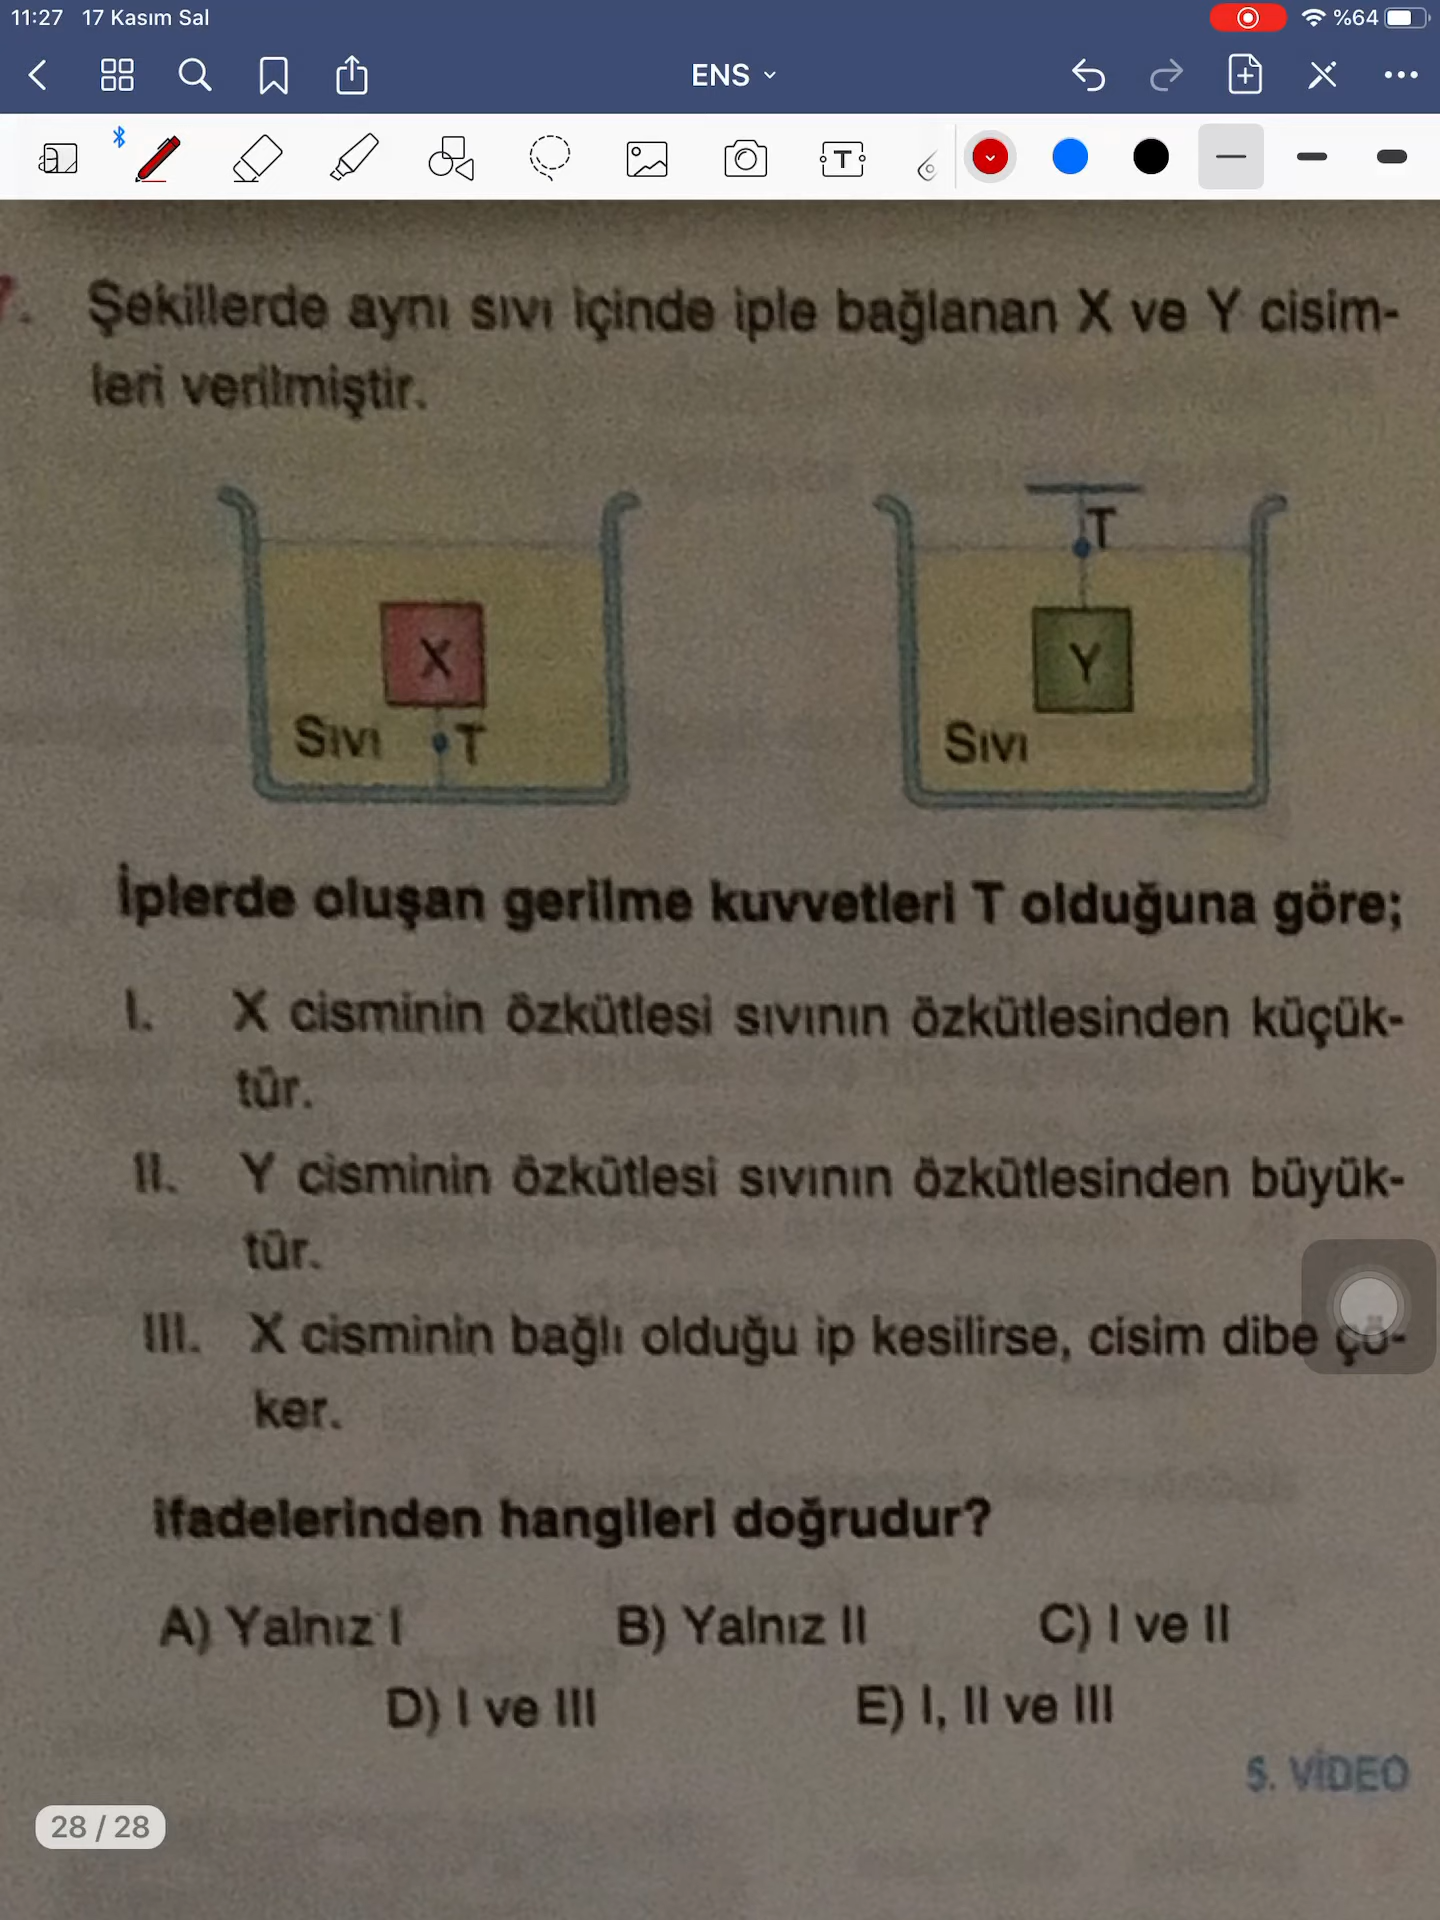 11:27 17 Kasım Sal
%64
ENS
T
7. Şekillerde aynı sıvı içinde iple bağlanan X ve Y cisim-
leri verilmiştir.
X
Sıvı T
T
Y
Sıvı
İplerde oluşan gerilme kuvvetleri T olduğuna göre;
I. X cisminin özkütlesi sıvının özkütlesinden küçük-
tür.
II. Y cisminin özkütlesi sıvının özkütlesinden büyük-
tür.
III. X cisminin bağlı olduğu ip kesilirse, cisim dibe çö-
ker.
ifadelerinden hangileri doğrudur?
A) Yalnız I B) Yalnız II C) I ve II
D) I ve III E) I, II ve III
5. VİDEO
28 / 28